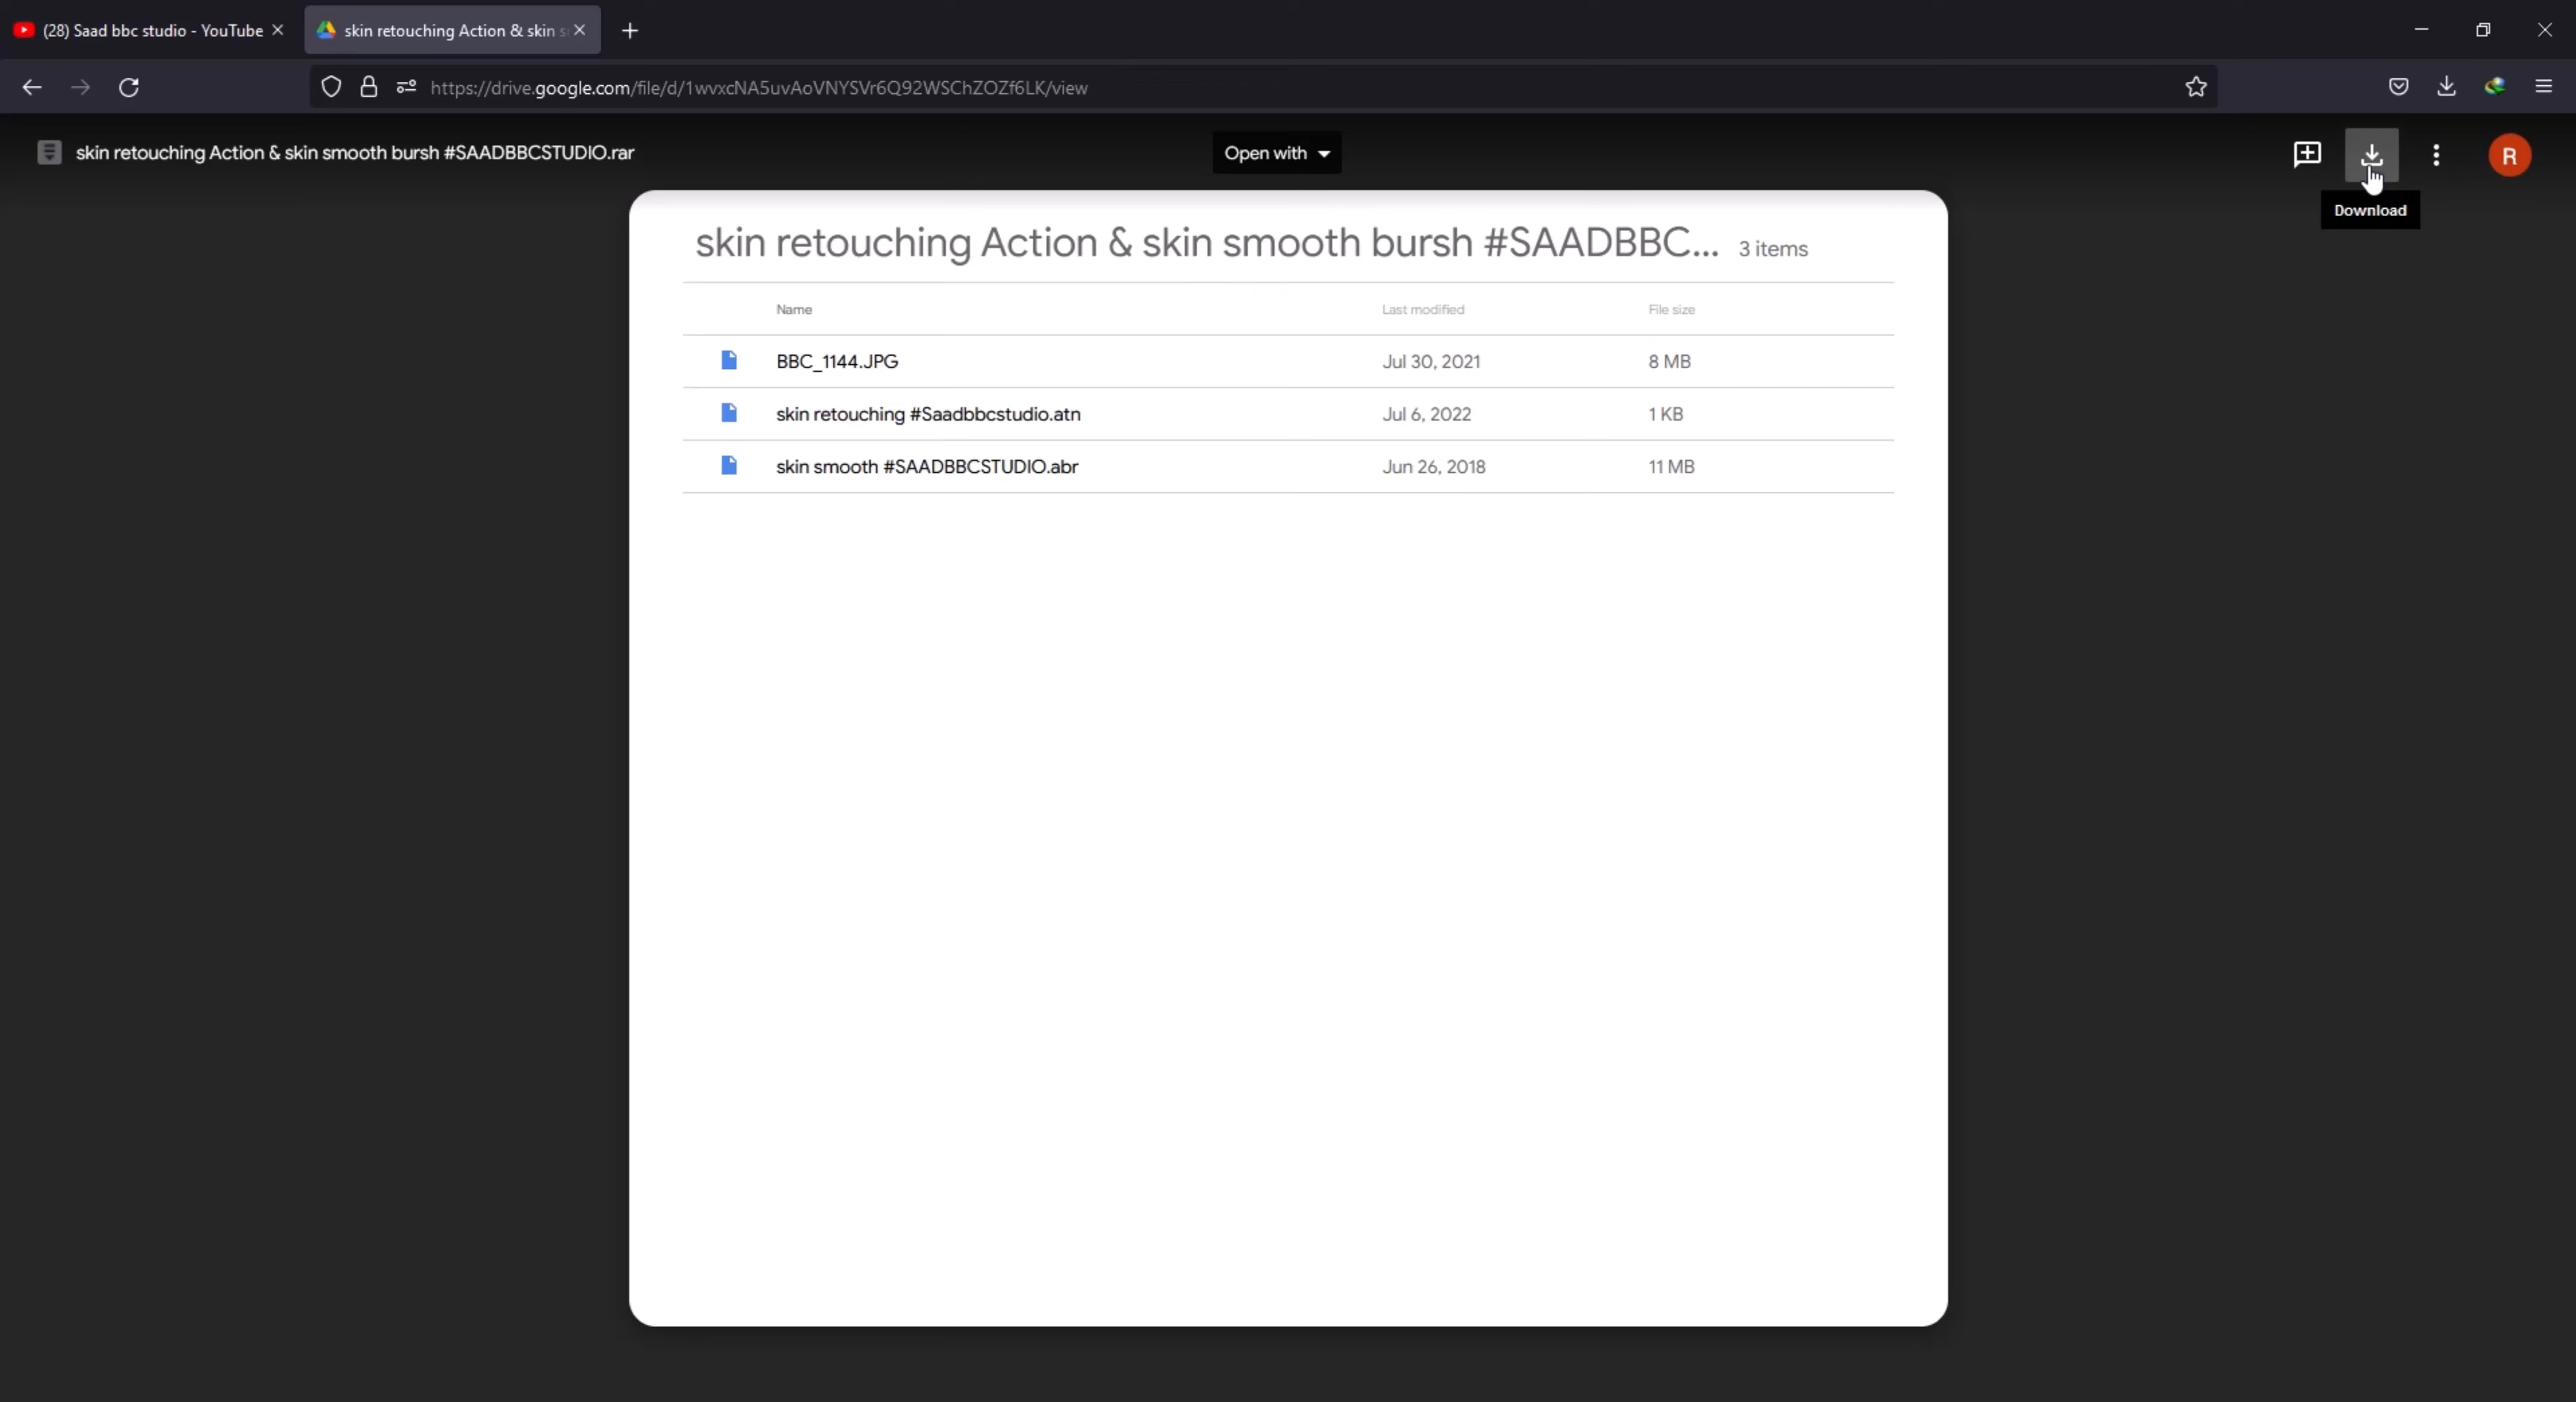 (28) Saad bbc studio - YouTube
skin retouching Action & skin s
https://drive.google.com/file/d/1wvxcNA5uvAoVNYSVr6Q92WSChZOZf6LK/view
skin retouching Action & skin smooth bursh #SAADBBCSTUDIO.rar
Open with
R
Download
skin retouching Action & skin smooth bursh #SAADBBC... 3 items
Name Last modified File size
BBC_1144.JPG Jul 30, 2021 8 MB
skin retouching #Saadbbcstudio.atn Jul 6, 2022 1 KB
skin smooth #SAADBBCSTUDIO.abr Jun 26, 2018 11 MB